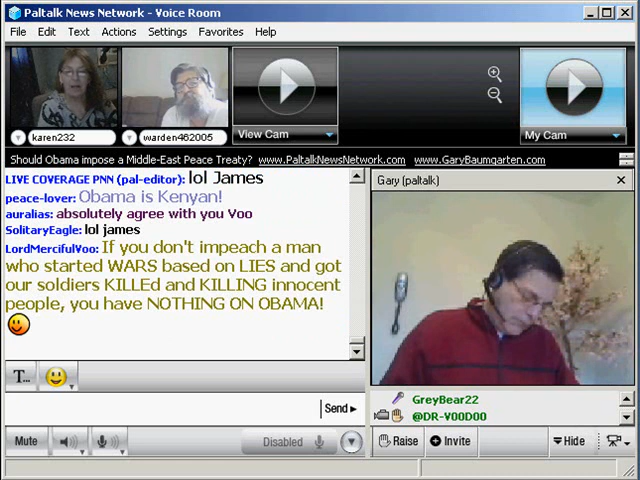 Paltalk News Network - Voice Room
File Edit Text Actions Settings Favorites Help
karen232
warden462005
View Cam
My Cam
Should Obama impose a Middle-East Peace Treaty? www.PaltalkNewsNetwork.com www.GaryBaumgarten.com
LIVE COVERAGE PNN (pal-editor): lol James
peace-lover: Obama is Kenyan!
auralias: absolutely agree with you Voo
SolitaryEagle: lol james
LordMercifulVoo: If you don't impeach a man
who started WARS based on LIES and got
our soldiers KILLEd and KILLING innocent
people, you have NOTHING ON OBAMA!
T...
Send
Mute
Disabled
Gary (paltalk)
GreyBear22
@DR-V00D00
Raise Invite Hide